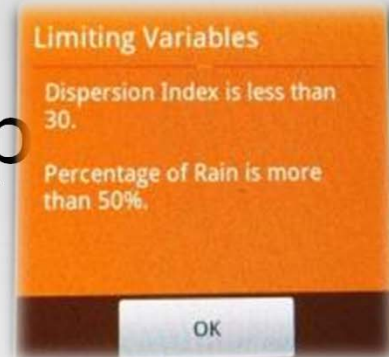 Limiting Variables
Dispersion Index is less than
30.
Percentage of Rain is more
than 50%.
OK